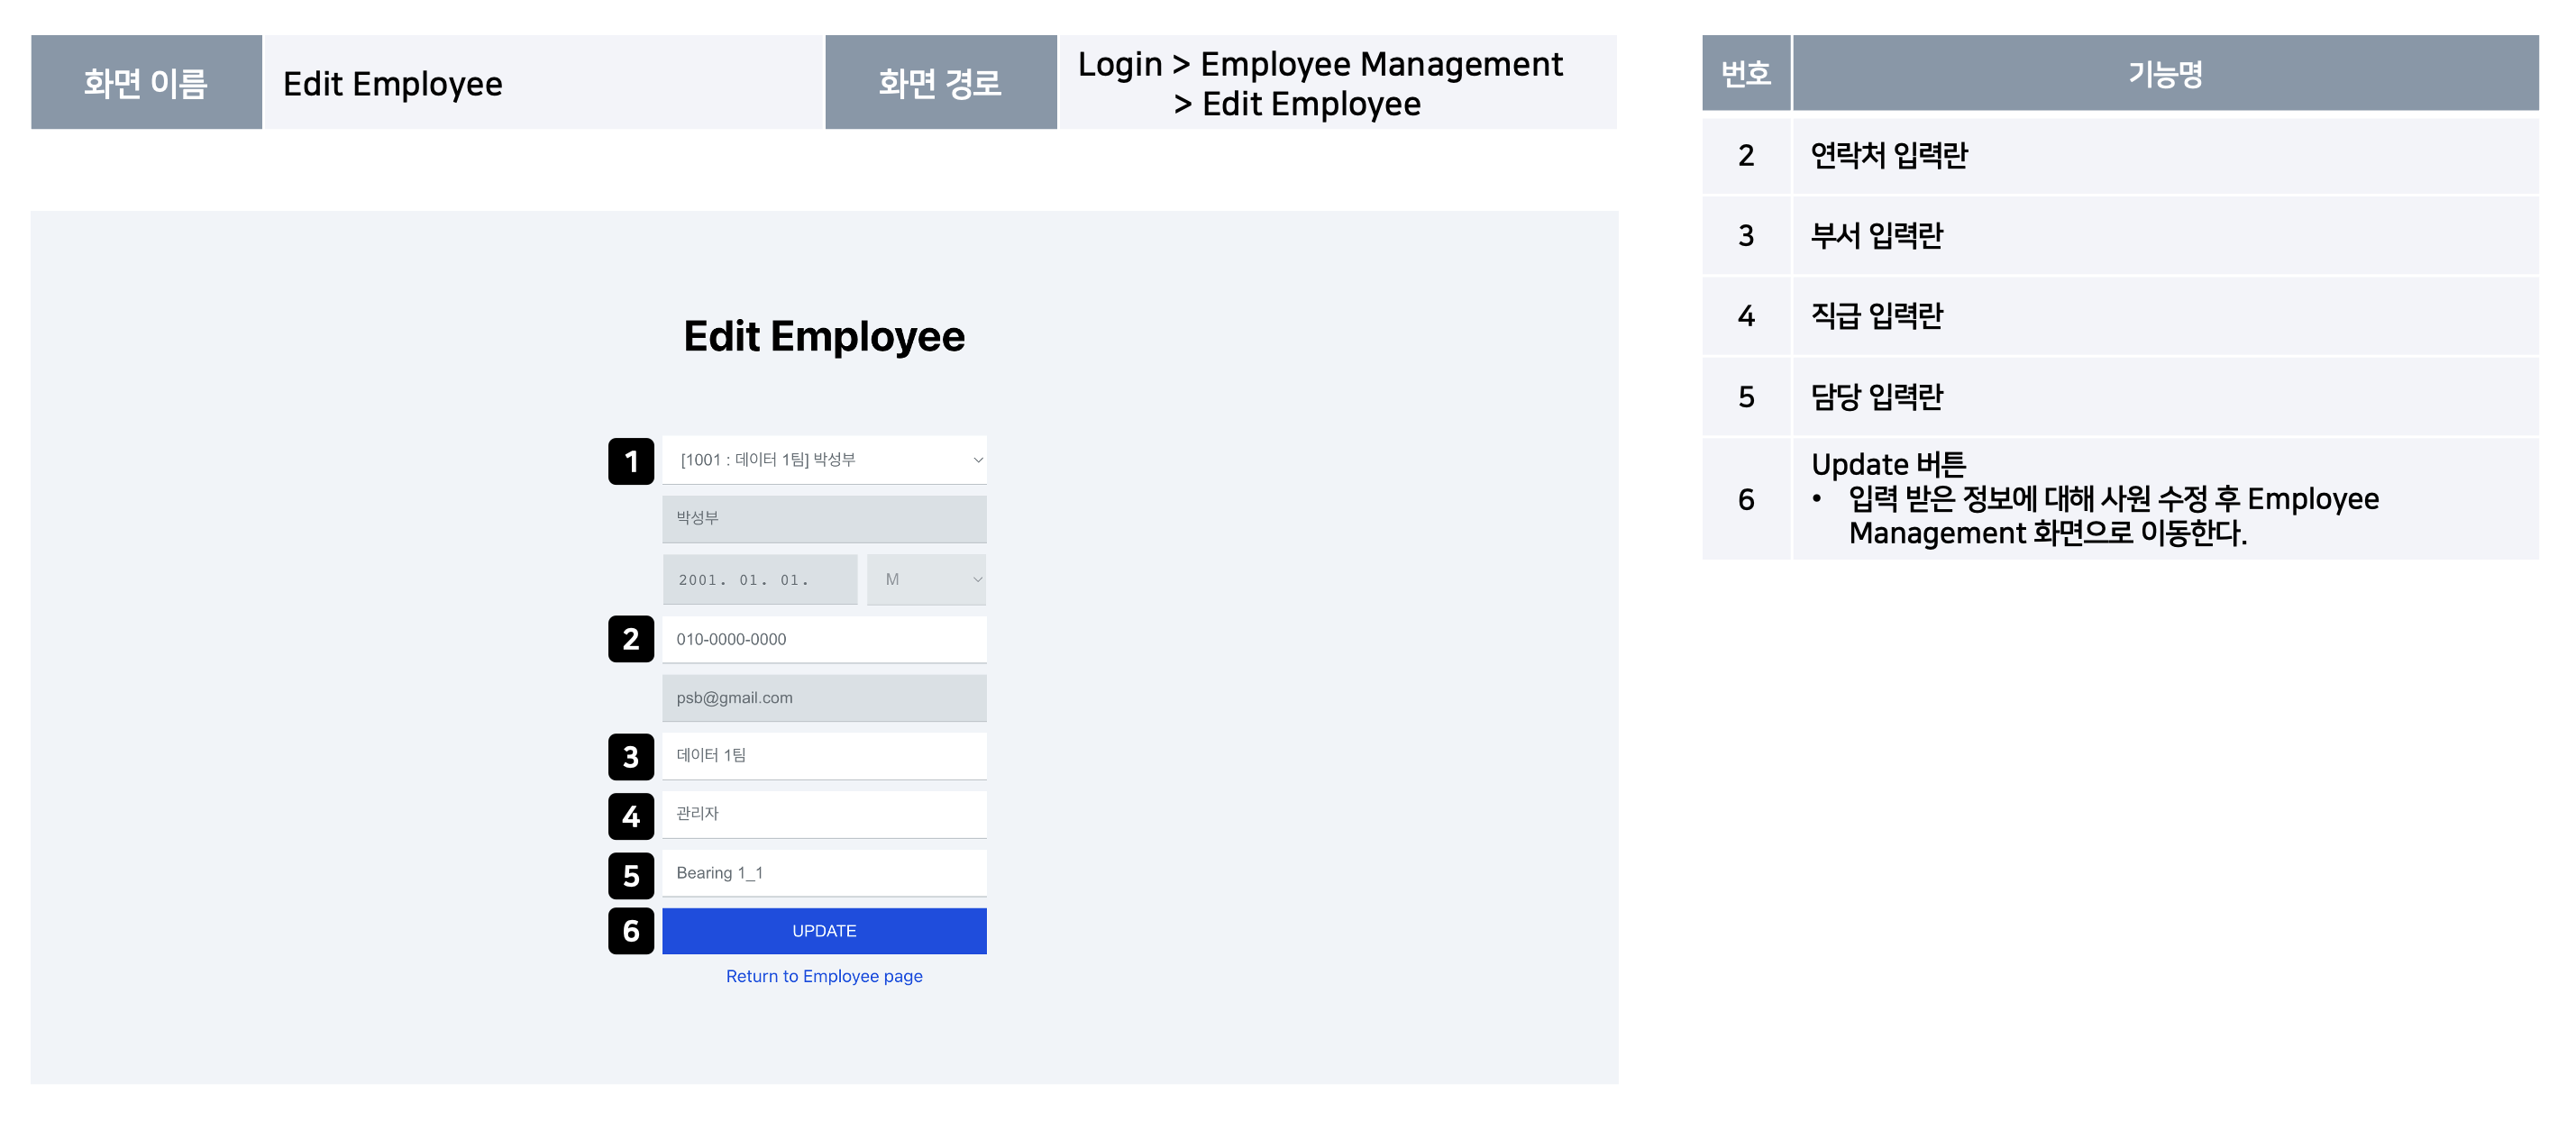 화면 이름
Edit Employee
화면 경로
Login > Employee Management
> Edit Employee
Edit Employee
1
[1001 : 데이터 1팀] 박성부
박성부
2001. 01. 01.
M
2
010-0000-0000
psb@gmail.com
3
데이터 1팀
4
관리자
5
Bearing 1_1
6
UPDATE
Return to Employee page
번호
기능명
2
연락처 입력란
3
부서 입력란
4
직급 입력란
5
담당 입력란
6
Update 버튼
• 입력 받은 정보에 대해 사원 수정 후 Employee
Management 화면으로 이동한다.